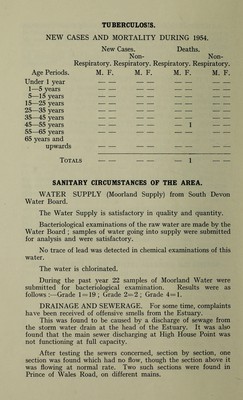 TUBERCULOSIS.
NEW CASES AND MORTALITY DURING 1954.
New Cases. Deaths.
Non- Non-
Respiratory. Respiratory. Respiratory. Respiratory.
Age Periods. M. F. M. F. M. F. M. F.
Under 1 year — — — — — — — —
1—5 years — — — — — — — —
5—15 years — — — — — — — —
15—25 years — — — — — — — —
25—35 years — — — — — — — —
35—45 years — — — — — — — —
45—55 years — — — — — 1 — —
55—65 years — — — — — — — —
65 years and
upwards — — — — — — — —
TOTALS — — — — — 1 — —
SANITARY CIRCUMSTANCES OF THE AREA.
WATER SUPPLY (Moorland Supply) from South Devon
Water Board.
The Water Supply is satisfactory in quality and quantity.
Bacteriological examinations of the raw water are made by the
Water Board ; samples of water going into supply were submitted
for analysis and were satisfactory.
No trace of lead was detected in chemical examinations of this
water.
The water is chlorinated.
During the past year 22 samples of Moorland Water were
submitted for bacteriological examination. Results were as
follows :—Grade 1=19 ; Grade 2=2 ; Grade 4=1.
DRAINAGE AND SEWERAGE. For some time, complaints
have been received of offensive smells from the Estuary.
This was found to be caused by a discharge of sewage from
the storm water drain at the head of the Estuary. It was also
found that the main sewer discharging at High House Point was
not functioning at full capacity.
After testing the sewers concerned, section by section, one
section was found which had no flow, though the section above it
was flowing at normal rate. Two such sections were found in
Prince of Wales Road, on different mains.